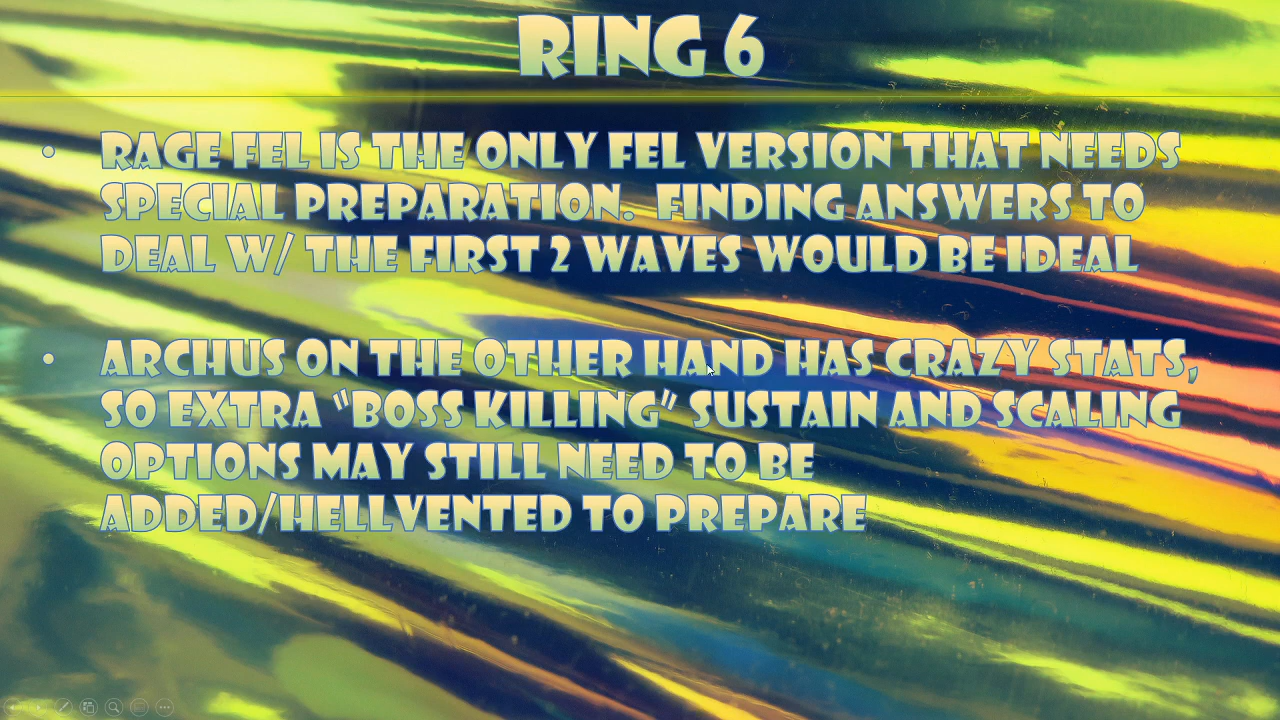 RING 6
• RAGE FEL IS THE ONLY FEL VERSION THAT NEEDS
SPECIAL PREPARATION.  FINDING ANSWERS TO
DEAL W/ THE FIRST 2 WAVES WOULD BE IDEAL
• ARCHUS ON THE OTHER HAND HAS CRAZY STATS,
SO EXTRA "BOSS KILLING" SUSTAIN AND SCALING
OPTIONS MAY STILL NEED TO BE
ADDED/HELLVENTED TO PREPARE